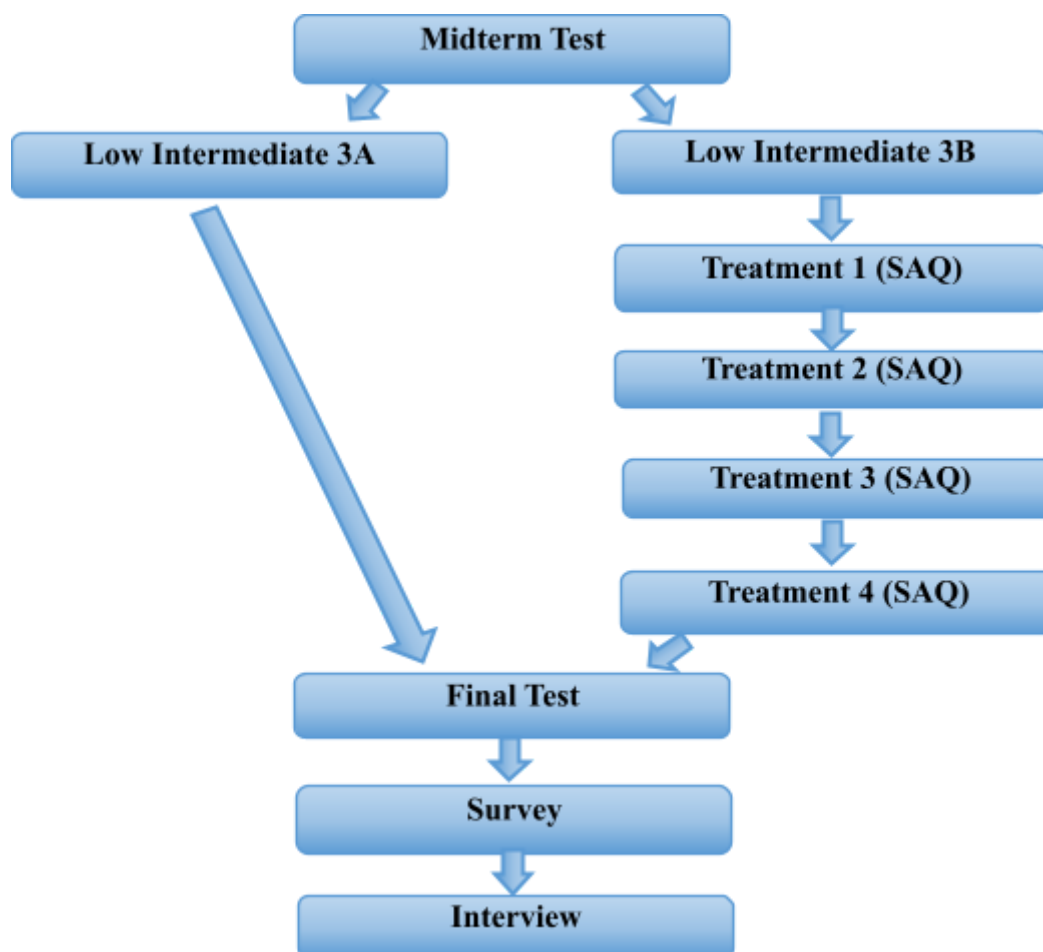 Midterm Test
Low Intermediate 3A
Low Intermediate 3B
Treatment 1 (SAQ)
Treatment 2 (SAQ)
Treatment 3 (SAQ)
Treatment 4 (SAQ)
Final Test
Survey
Interview